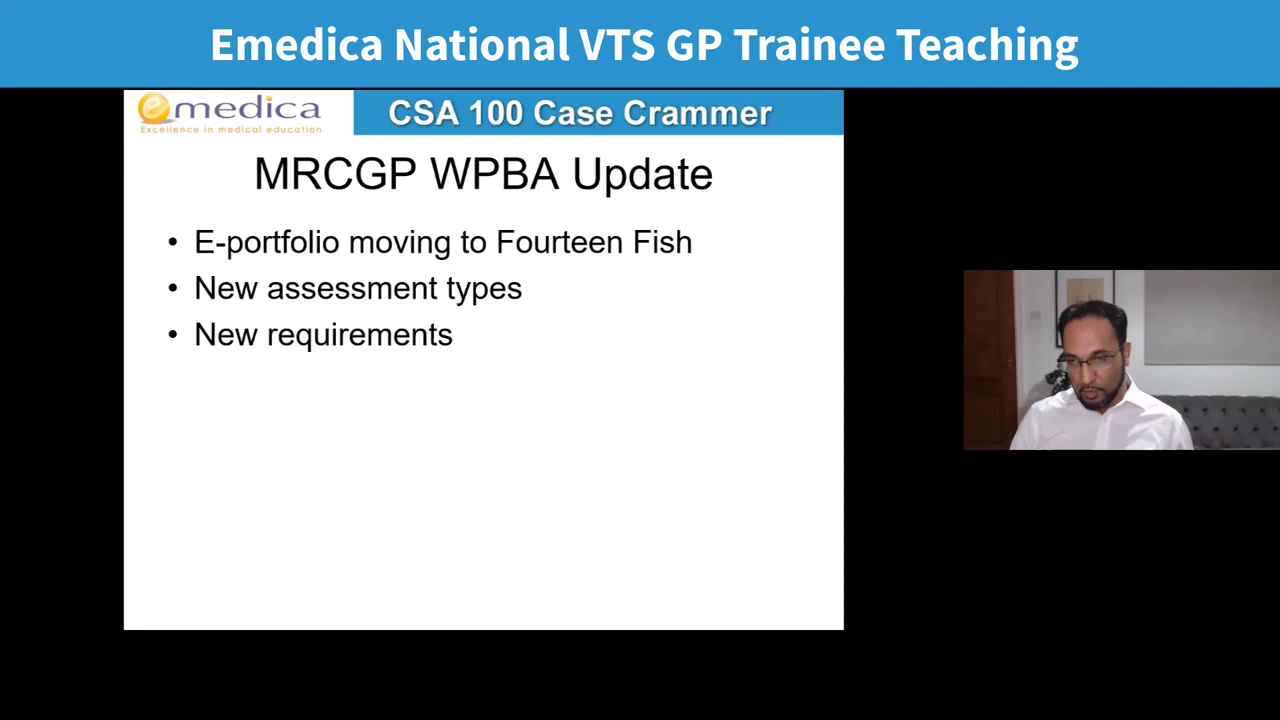 Emedica National VTS GP Trainee Teaching
emedica
Excellence in medical education
CSA 100 Case Crammer
MRCGP WPBA Update
• E-portfolio moving to Fourteen Fish
• New assessment types
• New requirements